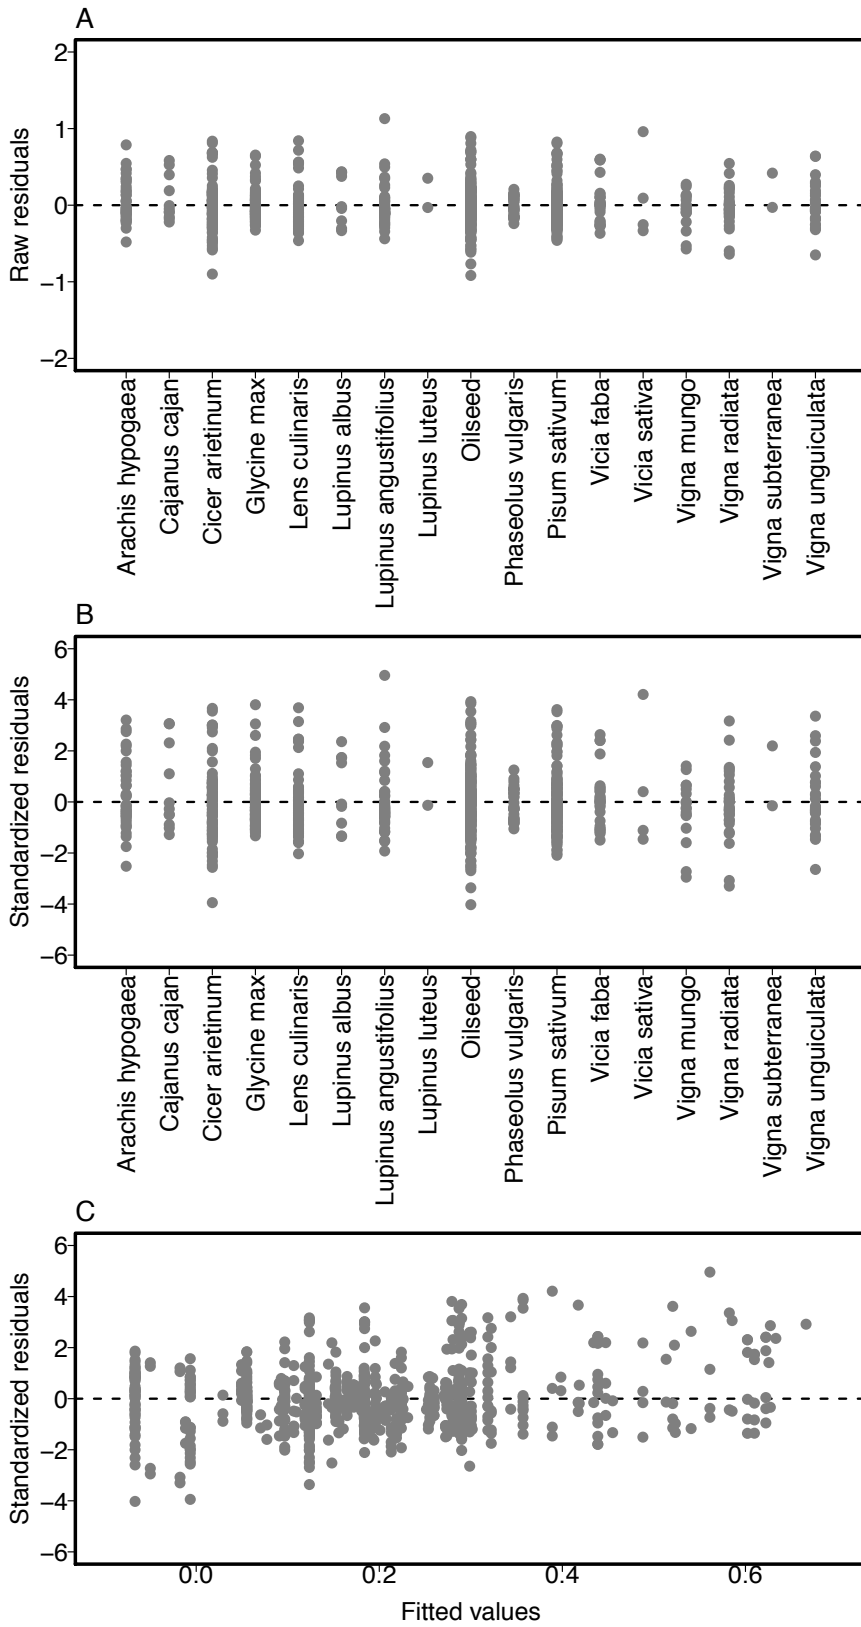 A
Raw residuals
2
1
0
−1
−2
Arachis hypogaea
Cajanus cajan
Cicer arietinum
Glycine max
Lens culinaris
Lupinus albus
Lupinus angustifolius
Lupinus luteus
Oilseed
Phaseolus vulgaris
Pisum sativum
Vicia faba
Vicia sativa
Vigna mungo
Vigna radiata
Vigna subterranea
Vigna unguiculata
B
Standardized residuals
6
4
2
0
−2
−4
−6
Arachis hypogaea
Cajanus cajan
Cicer arietinum
Glycine max
Lens culinaris
Lupinus albus
Lupinus angustifolius
Lupinus luteus
Oilseed
Phaseolus vulgaris
Pisum sativum
Vicia faba
Vicia sativa
Vigna mungo
Vigna radiata
Vigna subterranea
Vigna unguiculata
C
Standardized residuals
6
4
2
0
−2
−4
−6
0.0 0.2 0.4 0.6
Fitted values